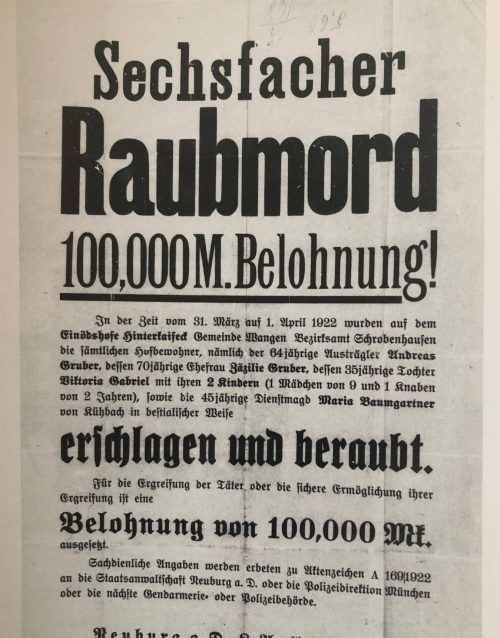 Sechsfacher
Raubmord
100,000 M. Belohnung!
In der Zeit vom 31. März auf 1. April 1922 wurden auf dem
Einödshofe Hinterkaifeck Gemeinde Wangen Bezirksamt Schrobenhausen
die sämtlichen Hofbewohner, nämlich der 64jährige Austrägler Andreas
Gruber, dessen 70jährige Ehefrau Zäzilie Gruber, dessen 35jährige Tochter
Viktoria Gabriel mit ihren 2 Kindern (1 Mädchen von 9 und 1 Knaben
von 2 Jahren), sowie die 45jährige Dienstmagd Maria Baumgartner
von Kühbach in bestialischer Weise
erschlagen und beraubt.
Für die Ergreifung der Täter oder die sichere Ermöglichung ihrer
Ergreifung ist eine
Belohnung von 100,000 Mk.
ausgesetzt.
Sachdienliche Angaben werden erbeten zu Aktenzeichen A 169|1922
an die Staatsanwaltschaft Neuburg a. D. oder die Polizeidirektion München
oder die nächste Gendarmerie- oder Polizeibehörde.
Neuburg a. D.